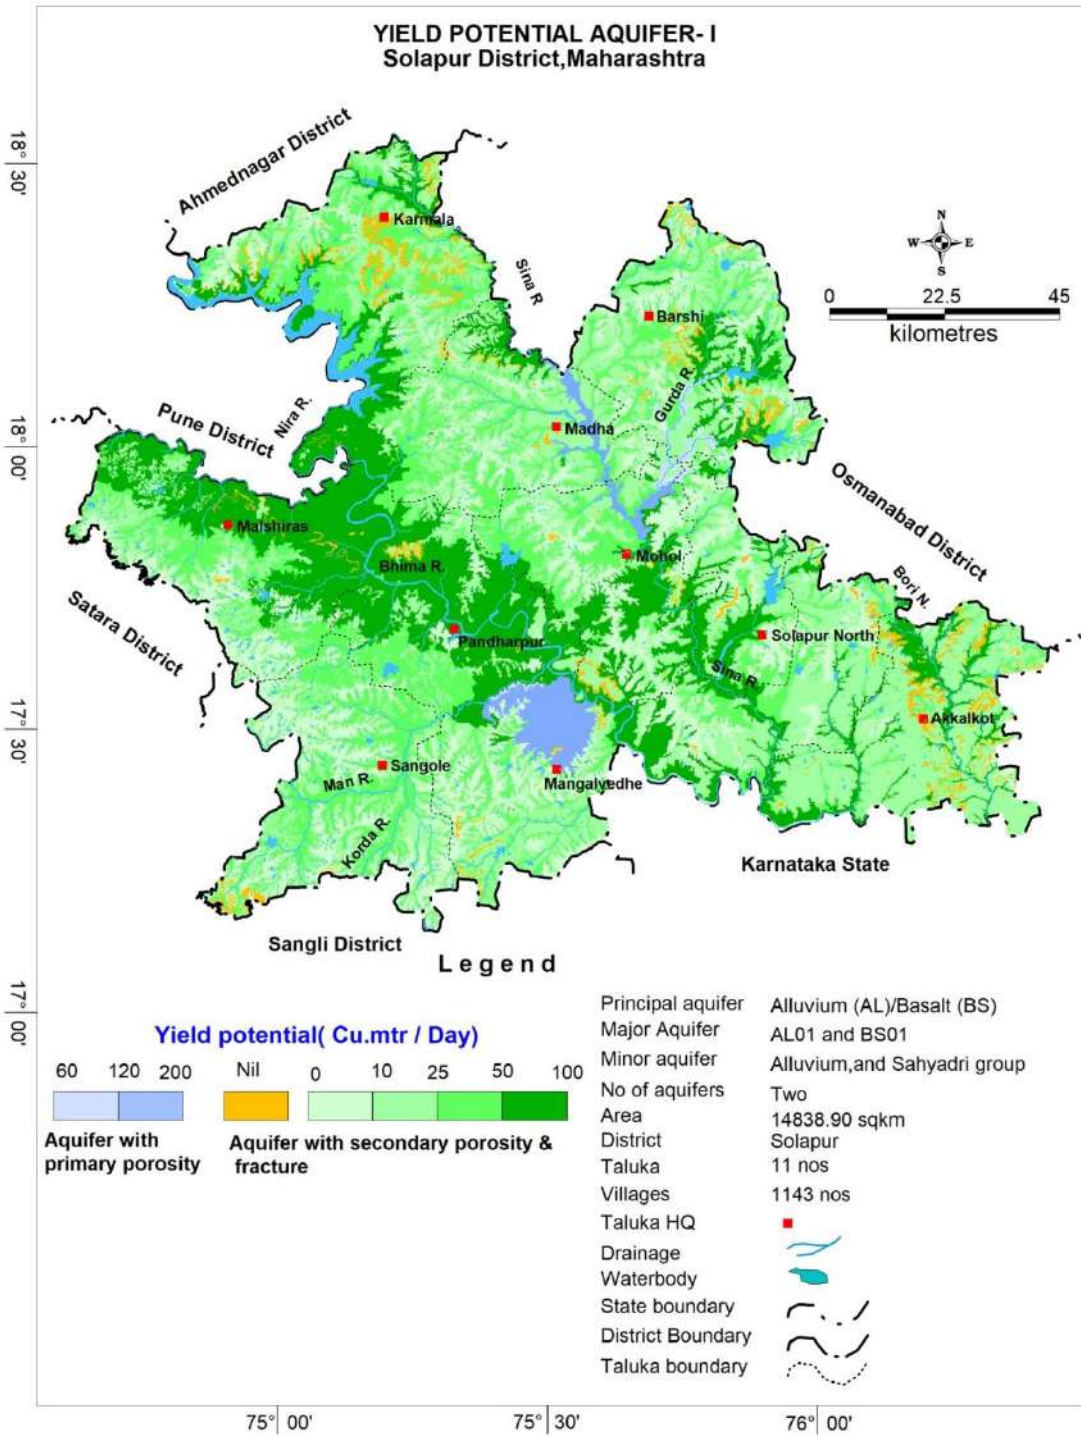 YIELD POTENTIAL AQUIFER- I
Solapur District,Maharashtra
Ahmednagar District
18° 30'
Karmala
Sina R
N
W E
S
0 22.5 45
kilometres
Barshi
Gurda R.
Pune District
Nira R.
Madha
18° 00'
Osmanabad District
Malshiras
Bhima R.
Mohol
Bori N.
Satara District
Pandharpur
Solapur North
Sina R.
17° 30'
Akkalkot
Sangole
Man R.
Mangalvedhe
Korda R.
Karnataka State
Sangli District
Legend
17° 00'
Yield potential( Cu.mtr / Day)
60 120 200 Nil 0 10 25 50 100
Aquifer with
primary porosity
Aquifer with secondary porosity &
fracture
Principal aquifer Alluvium (AL)/Basalt (BS)
Major Aquifer AL01 and BS01
Minor aquifer Alluvium,and Sahyadri group
No of aquifers Two
Area 14838.90 sqkm
District Solapur
Taluka 11 nos
Villages 1143 nos
Taluka HQ
Drainage
Waterbody
State boundary
District Boundary
Taluka boundary
75° 00' 75° 30' 76° 00'